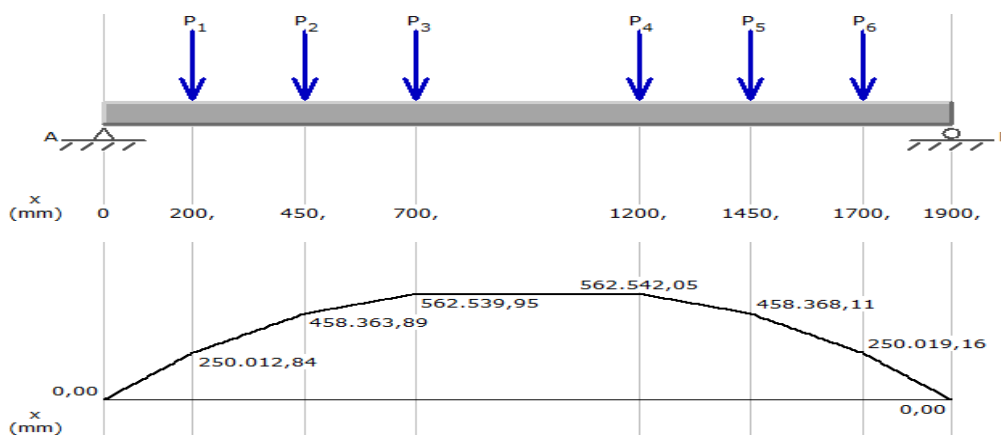 P1 P2 P3 P4 P5 P6
A
x
(mm) 0 200, 450, 700, 1200, 1450, 1700, 1900,
562.542,05
562.539,95
458.368,11
458.363,89
250.019,16
250.012,84
0,00
0,00
x
(mm)